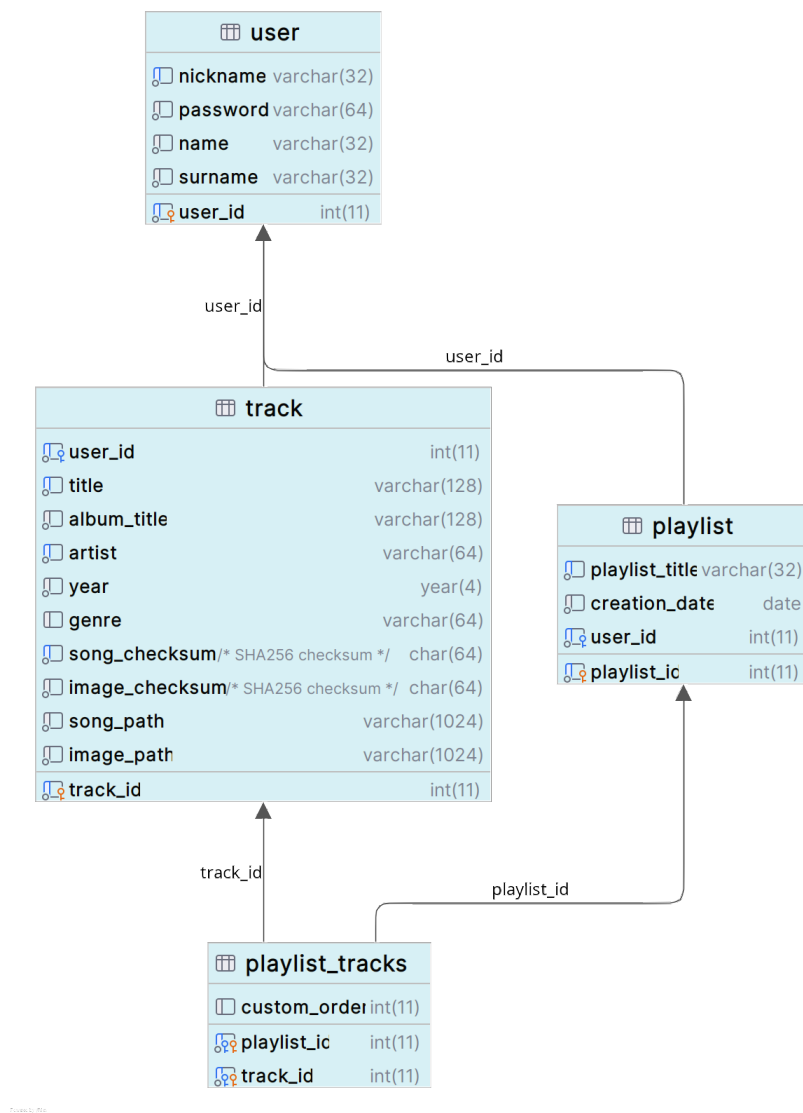 user
nickname varchar(32)
password varchar(64)
name varchar(32)
surname varchar(32)
user_id int(11)
user_id
user_id
track
user_id int(11)
title varchar(128)
album_title varchar(128)
artist varchar(64)
year year(4)
genre varchar(64)
song_checksum/* SHA256 checksum */ char(64)
image_checksum/* SHA256 checksum */ char(64)
song_path varchar(1024)
image_path varchar(1024)
track_id int(11)
playlist
playlist_title varchar(32)
creation_date date
user_id int(11)
playlist_id int(11)
track_id
playlist_id
playlist_tracks
custom_order int(11)
playlist_id int(11)
track_id int(11)